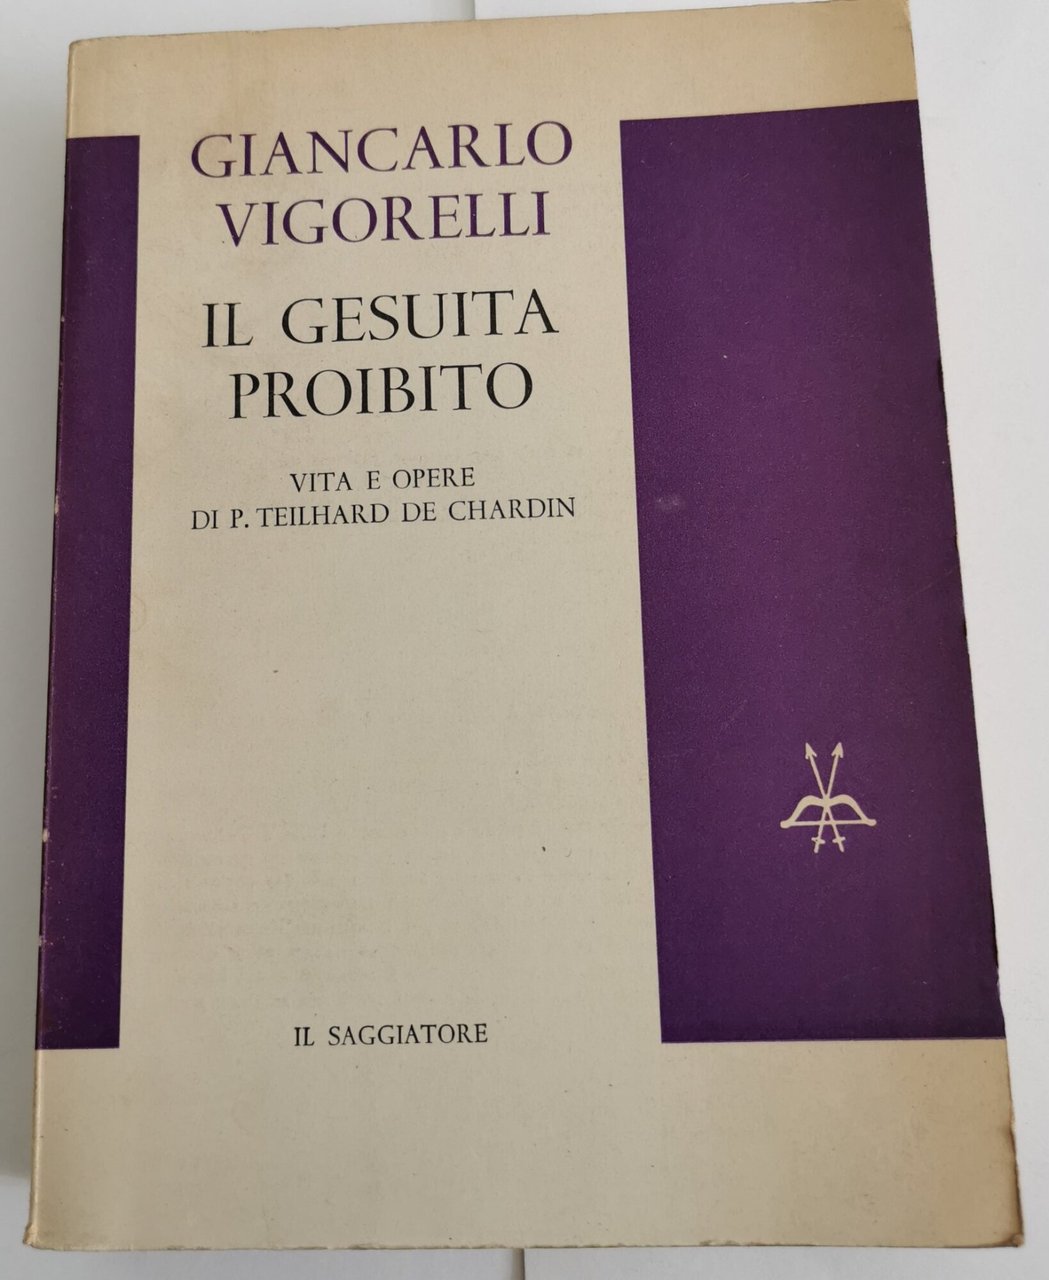 GIANCARLO
VIGORELLI
IL GESUITA
PROIBITO
VITA E OPERE
DI P. TEILHARD DE CHARDIN
IL SAGGIATORE